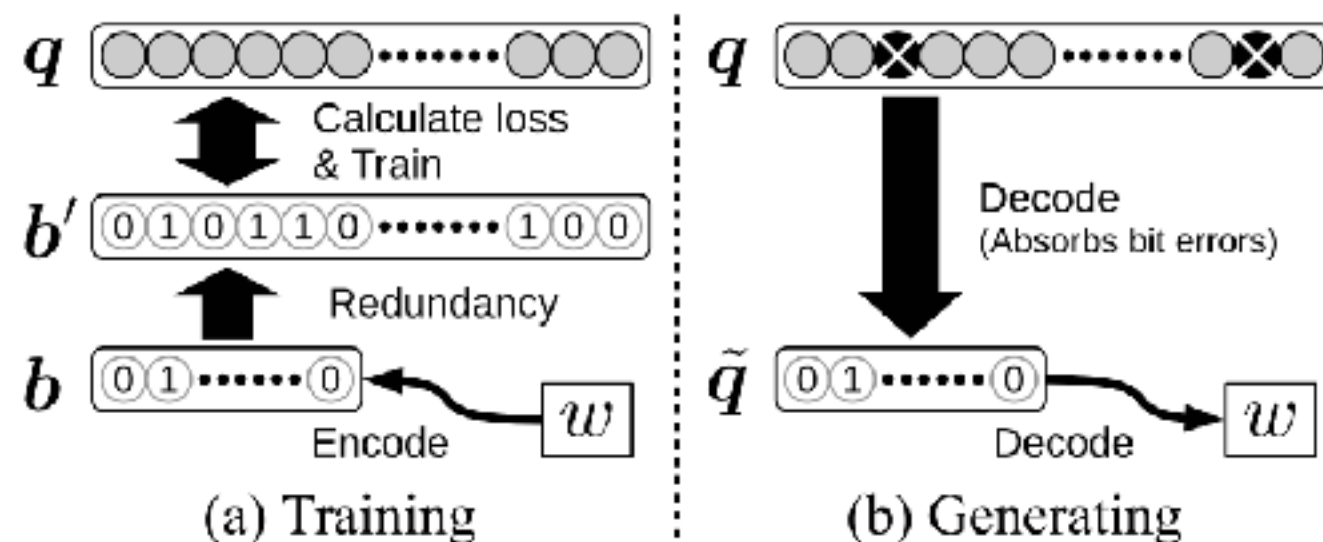 q
Calculate loss
& Train
b′ 0 1 0 1 1 0 ....... 1 0 0
Redundancy
b 0 1 ...... 0
w
Encode
(a) Training
q
Decode
(Absorbs bit errors)
q̃ 0 1 ...... 0
w
Decode
(b) Generating